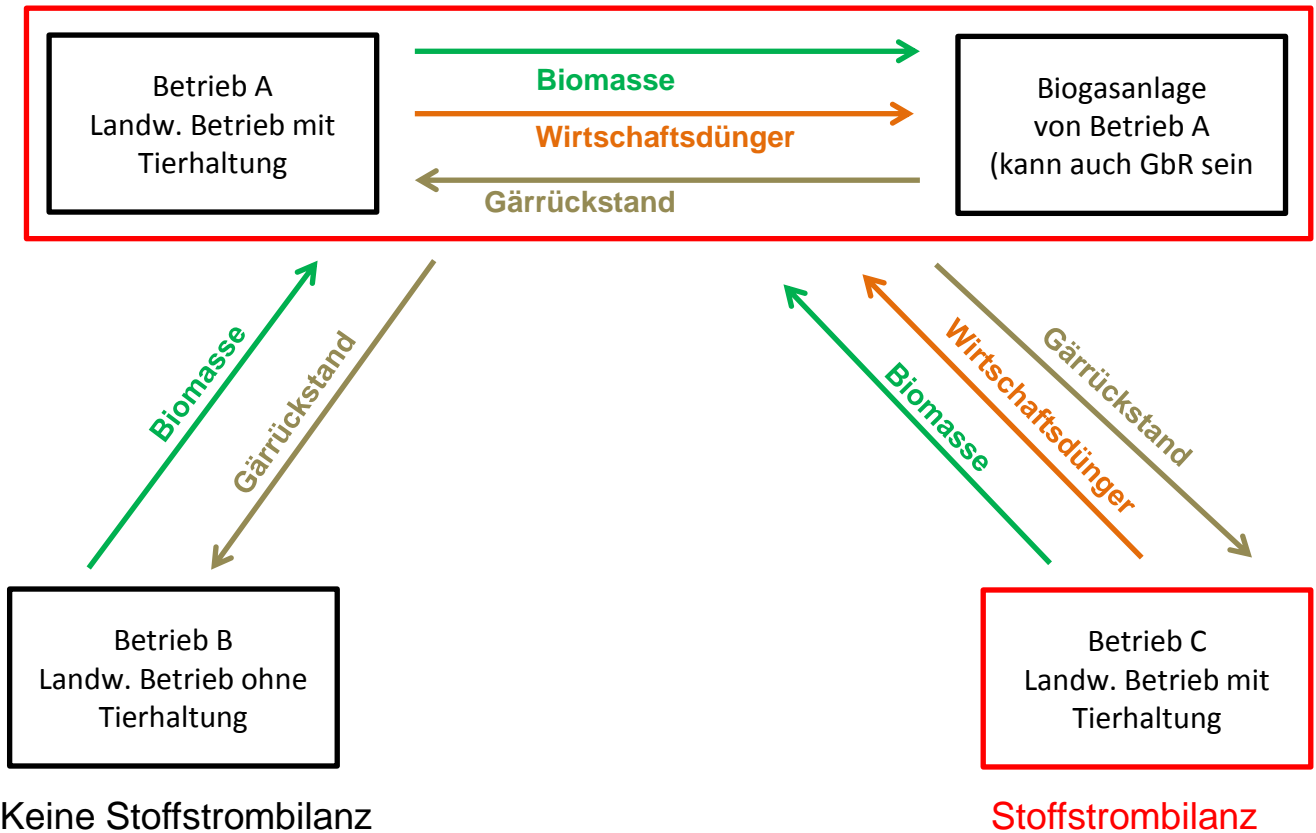 Betrieb A
Landw. Betrieb mit
Tierhaltung
Biomasse
Wirtschaftsdünger
Gärrückstand
Biogasanlage
von Betrieb A
(kann auch GbR sein
Biomasse
Gärrückstand
Biomasse
Wirtschaftsdünger
Gärrückstand
Betrieb B
Landw. Betrieb ohne
Tierhaltung
Betrieb C
Landw. Betrieb mit
Tierhaltung
Keine Stoffstrombilanz
Stoffstrombilanz